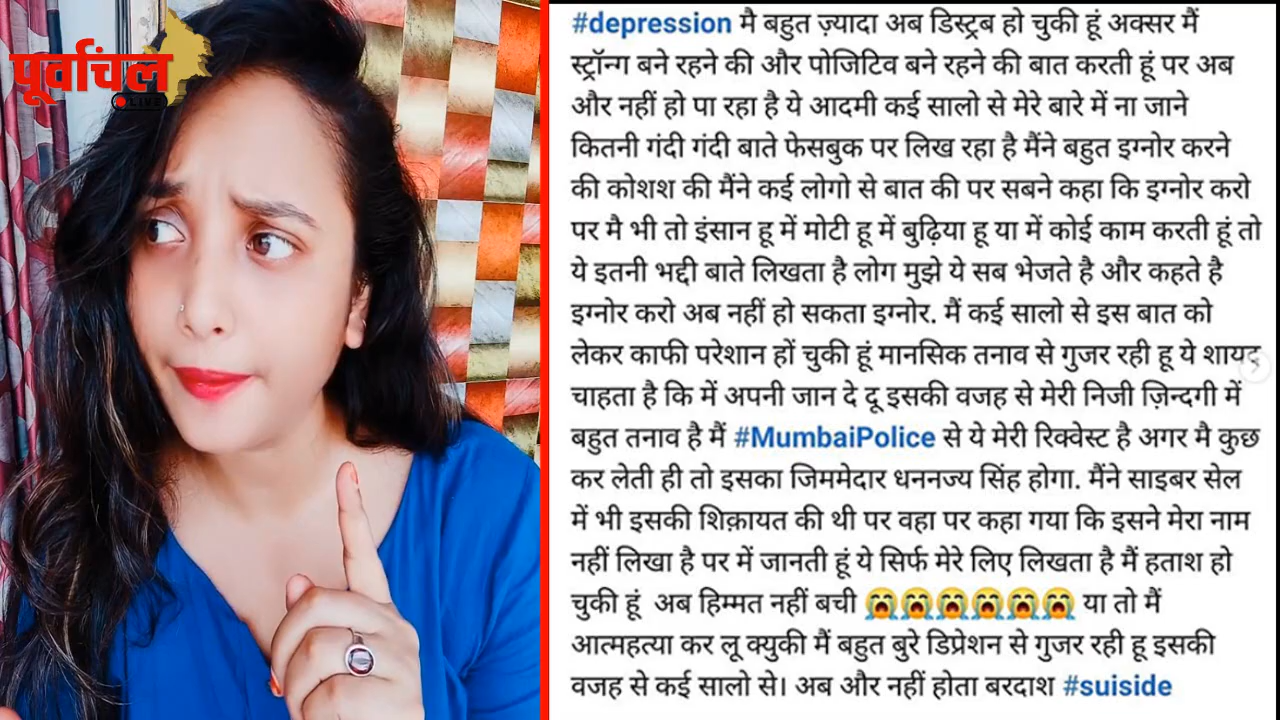 पूर्वांचल
LIVE
#depression मै बहुत ज़्यादा अब डिस्ट्रब हो चुकी हूं अक्सर मैं
स्ट्रॉन्ग बने रहने की और पोजिटिव बने रहने की बात करती हूं पर अब
और नहीं हो पा रहा है ये आदमी कई सालो से मेरे बारे में ना जाने
कितनी गंदी गंदी बाते फेसबुक पर लिख रहा है मैंने बहुत इग्नोर करने
की कोशश की मैंने कई लोगो से बात की पर सबने कहा कि इग्नोर करो
पर मै भी तो इंसान हू में मोटी हू में बुढ़िया हू या में कोई काम करती हूं तो
ये इतनी भद्दी बाते लिखता है लोग मुझे ये सब भेजते है और कहते है
इग्नोर करो अब नहीं हो सकता इग्नोर. मैं कई सालो से इस बात को
लेकर काफी परेशान हों चुकी हूं मानसिक तनाव से गुजर रही हू ये शायद
चाहता है कि में अपनी जान दे दू इसकी वजह से मेरी निजी ज़िन्दगी में
बहुत तनाव है मैं #MumbaiPolice से ये मेरी रिक्वेस्ट है अगर मै कुछ
कर लेती ही तो इसका जिममेदार धननज्य सिंह होगा. मैंने साइबर सेल
में भी इसकी शिक़ायत की थी पर वहा पर कहा गया कि इसने मेरा नाम
नहीं लिखा है पर में जानती हूं ये सिर्फ मेरे लिए लिखता है मैं हताश हो
चुकी हूं अब हिम्मत नहीं बची 😭😭😭😭😭😭 या तो मैं
आत्महत्या कर लू क्युकी मैं बहुत बुरे डिप्रेशन से गुजर रही हू इसकी
वजह से कई सालो से। अब और नहीं होता बरदाश #suiside